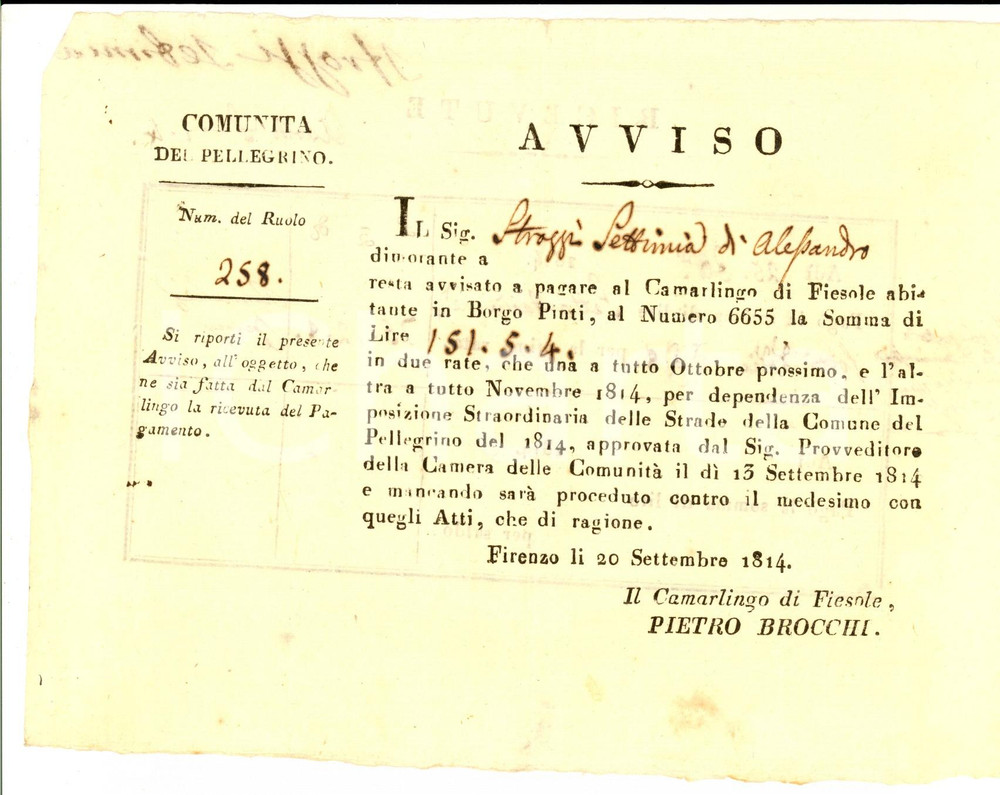 COMUNITA
DEL PELLEGRINO.
Num. del Ruolo
258.
Si riporti il presente
Avviso, all' oggetto, che
ne sia fatta dal Camar-
lingo la ricevuta del Pa-
gamento.
AVVISO
IL Sig. Strozzi Settimia di Alessandro
dimorante a
resta avvisato a pagare al Camarlingo di Fiesole abi-
tante in Borgo Pinti, al Numero 6655 la Somma di
Lire 151. 5. 4.
in due rate, che una a tutto Ottobre prossimo, e l'al-
tra a tutto Novembre 1814, per dependenza dell' Im-
posizione Straordinaria delle Strade della Comune del
Pellegrino del 1814, approvata dal Sig. Provveditore
della Camera delle Comunità il dì 13 Settembre 1814
e mancando sarà proceduto contro il medesimo con
quegli Atti, che di ragione.
Firenze li 20 Settembre 1814.
Il Camarlingo di Fiesole,
PIETRO BROCCHI.